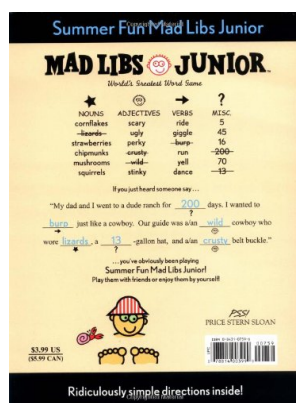 Summer Fun Mad Libs Junior
MAD LIBS JUNIOR™
World's Greatest Word Game
? 
NOUNS ADJECTIVES VERBS MISC.
cornflakes scary ride 5
lizards ugly giggle 45
strawberries perky burp 16
chipmunks crusty run 200
mushrooms wild yell 70
squirrels stinky dance 13
If you just heard someone say...
"My dad and I went to a dude ranch for 200 days. I wanted to
?
burp just like a cowboy. Our guide was a/an wild cowboy who
wore lizards, a 13-gallon hat, and a/an crusty belt buckle."
?
...you've obviously been playing
Summer Fun Mad Libs Junior!
Play them with friends or enjoy them by yourself!
PSS!
PRICE STERN SLOAN
$3.99 US
($5.99 CAN)
Ridiculously simple directions inside!